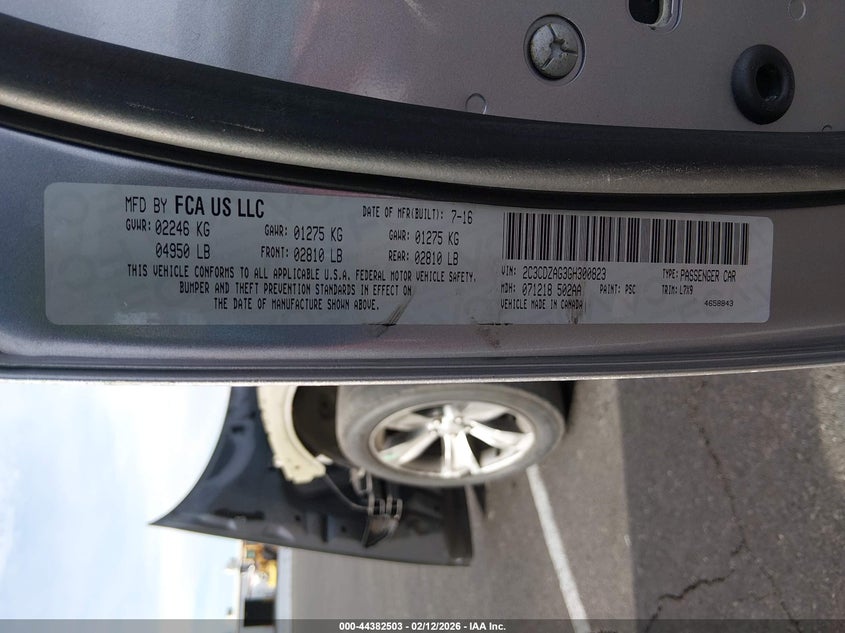 MFD BY FCA US LLC
DATE OF MFR(BUILT): 7-16
GVWR: 02246 KG
GAWR: 01275 KG
GAWR: 01275 KG
04950 LB
FRONT: 02810 LB
REAR: 02810 LB
THIS VEHICLE CONFORMS TO ALL APPLICABLE U.S.A. FEDERAL MOTOR VEHICLE SAFETY,
BUMPER AND THEFT PREVENTION STANDARDS IN EFFECT ON
THE DATE OF MANUFACTURE SHOWN ABOVE.
VIN: 2C3CDZAG3GH300823
TYPE: PASSENGER CAR
MDH: 071218 502AA
PAINT: PSC
TRIM: L7X9
VEHICLE MADE IN CANADA
4658843
000-44382503 - 02/12/2026 - IAA Inc.